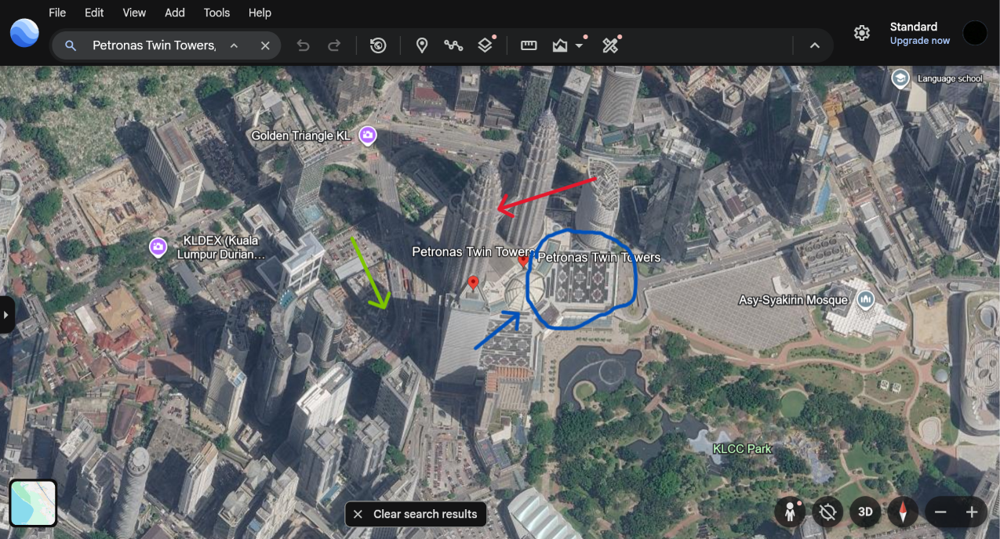 File Edit View Add Tools Help
Petronas Twin Towers,
Standard
Upgrade now
Language school
Golden Triangle KL
KLDEX (Kuala
Lumpur Durian...
Petronas Twin Towers
Petronas Twin Towers
Asy-Syakirin Mosque
KLCC Park
Clear search results
3D